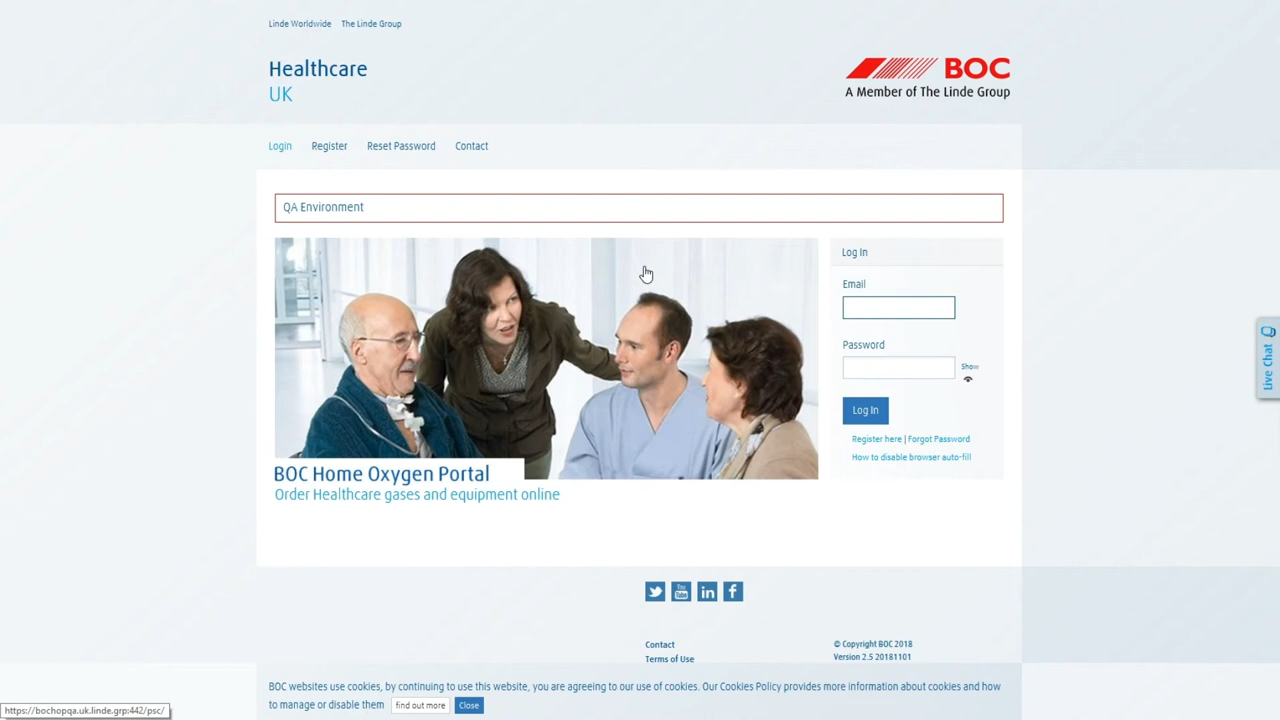 Linde Worldwide The Linde Group
Healthcare
UK
BOC
A Member of The Linde Group
Login Register Reset Password Contact
QA Environment
Log In
Email
Password
Show
Log In
Register here | Forgot Password
How to disable browser auto-fill
BOC Home Oxygen Portal
Order Healthcare gases and equipment online
Live Chat
You Tube in f
Contact
© Copyright BOC 2018
Terms of Use
Version 2.5 20181101
BOC websites use cookies, by continuing to use this website, you are agreeing to our use of cookies. Our Cookies Policy provides more information about cookies and how
to manage or disable them find out more Close
https://bochopqa.uk.linde.grp:442/psc/